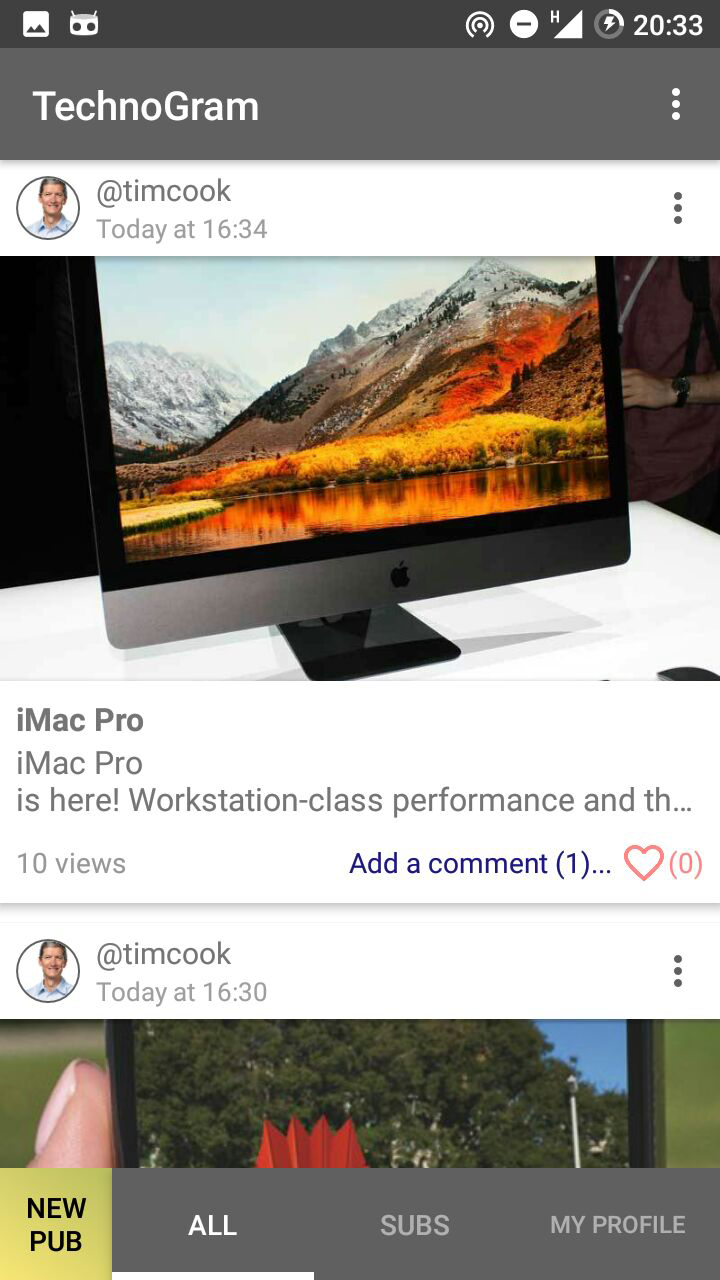 H
20:33
TechnoGram
@timcook
Today at 16:34
iMac Pro
iMac Pro
is here! Workstation-class performance and th...
10 views
Add a comment (1)...
(0)
@timcook
Today at 16:30
NEW
PUB
ALL
SUBS
MY PROFILE